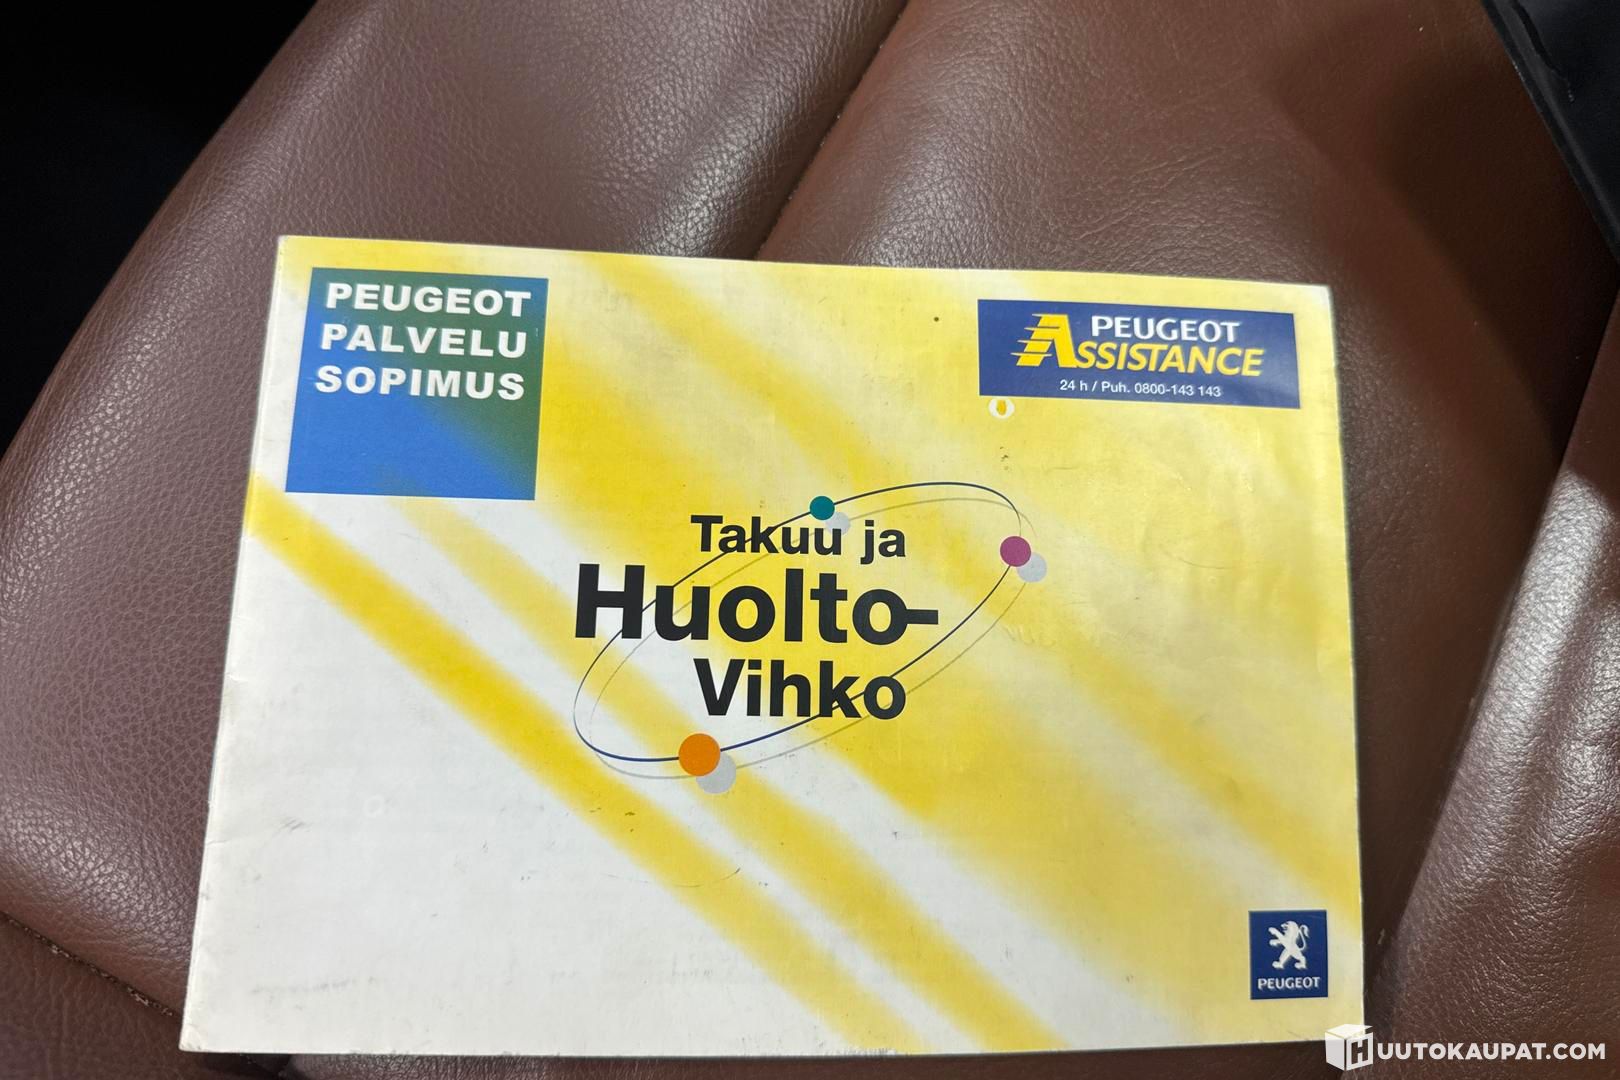 PEUGEOT
PALVELU
SOPIMUS
PEUGEOT
ASSISTANCE
24 h / Puh. 0800-143 143
Takuu ja
Huolto-
Vihko
PEUGEOT
HUUTOKAUPAT.COM